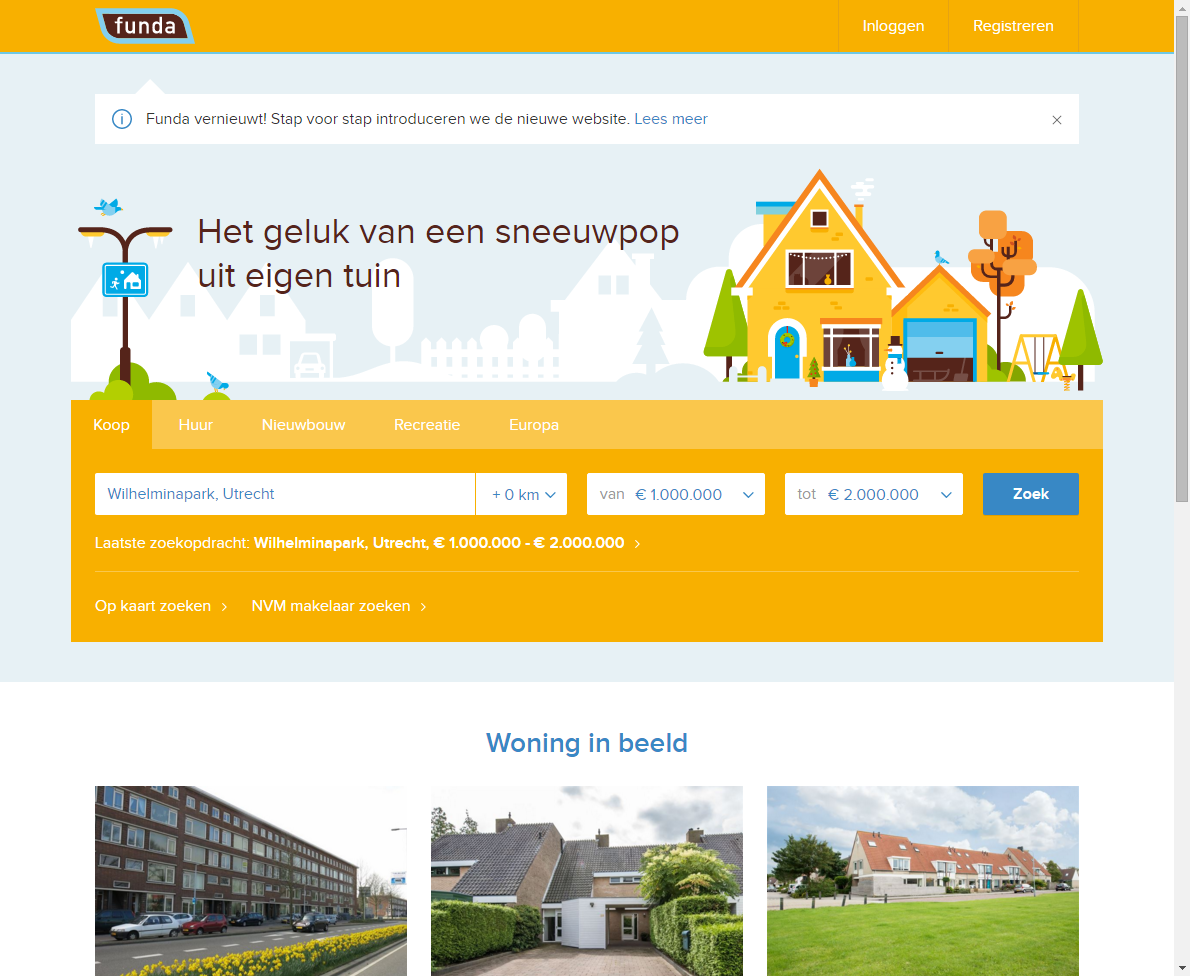 funda
Inloggen
Registreren
Funda vernieuwt! Stap voor stap introduceren we de nieuwe website. Lees meer
Het geluk van een sneeuwpop
uit eigen tuin
Koop
Huur
Nieuwbouw
Recreatie
Europa
Wilhelminapark, Utrecht
+ 0 km
van € 1.000.000
tot € 2.000.000
Zoek
Laatste zoekopdracht: Wilhelminapark, Utrecht, € 1.000.000 - € 2.000.000
Op kaart zoeken
NVM makelaar zoeken
Woning in beeld